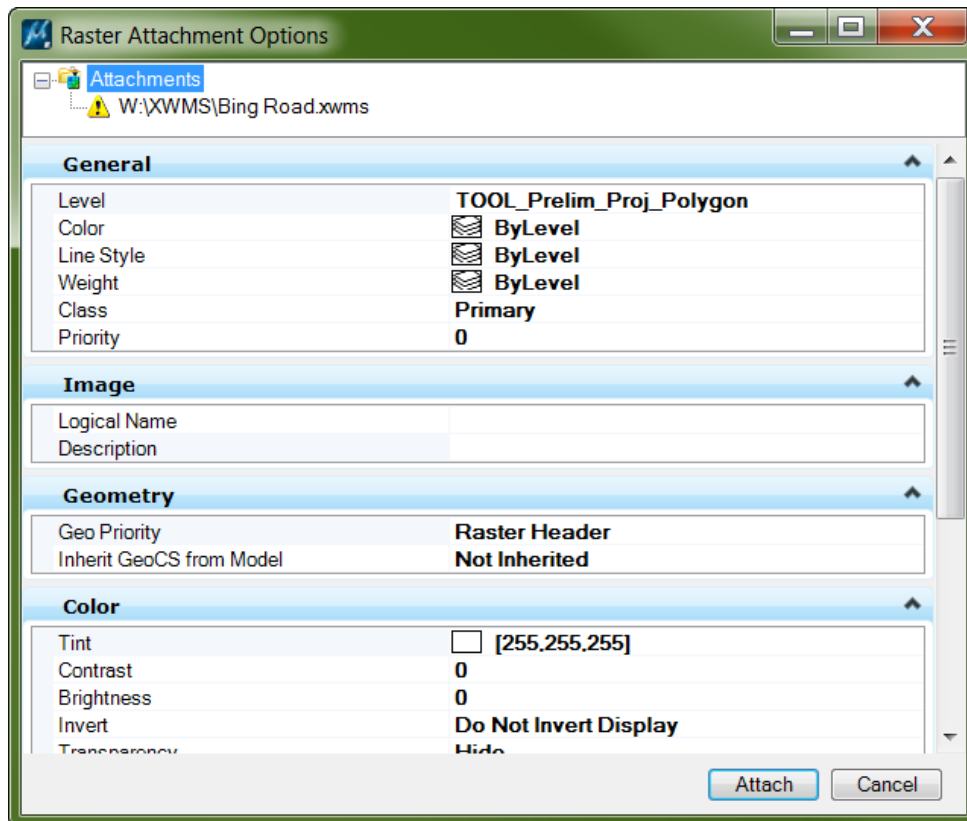 Raster Attachment Options
Attachments
W:\XWMS\Bing Road.xwms
General
Level TOOL_Prelim_Proj_Polygon
Color ByLevel
Line Style ByLevel
Weight ByLevel
Class Primary
Priority 0
Image
Logical Name
Description
Geometry
Geo Priority Raster Header
Inherit GeoCS from Model Not Inherited
Color
Tint [255,255,255]
Contrast 0
Brightness 0
Invert Do Not Invert Display
Transparency Hide
Attach Cancel